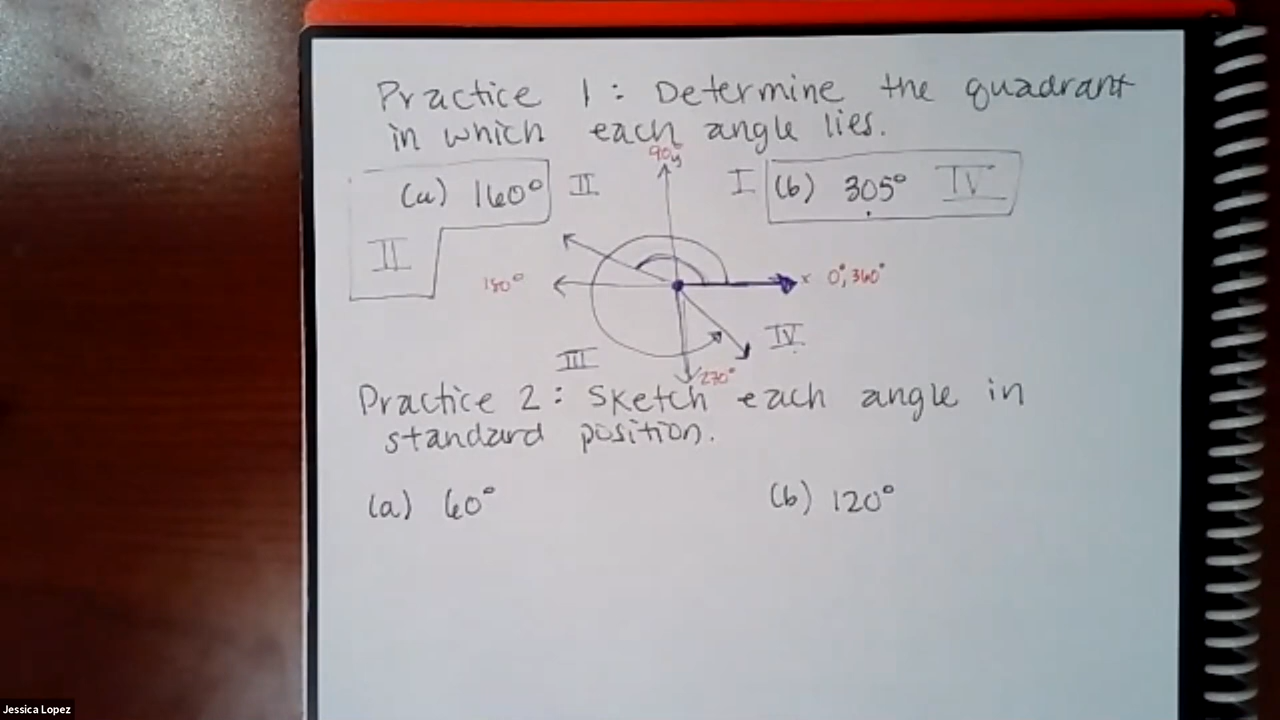 Practice 1: Determine the quadrant
in which each angle lies.
90 y
(a) 160° II
I (b) 305° IV
II
180°
x 0°, 360°
III
IV
270°
Practice 2: Sketch each angle in
standard position.
(a) 60°
(b) 120°
Jessica Lopez